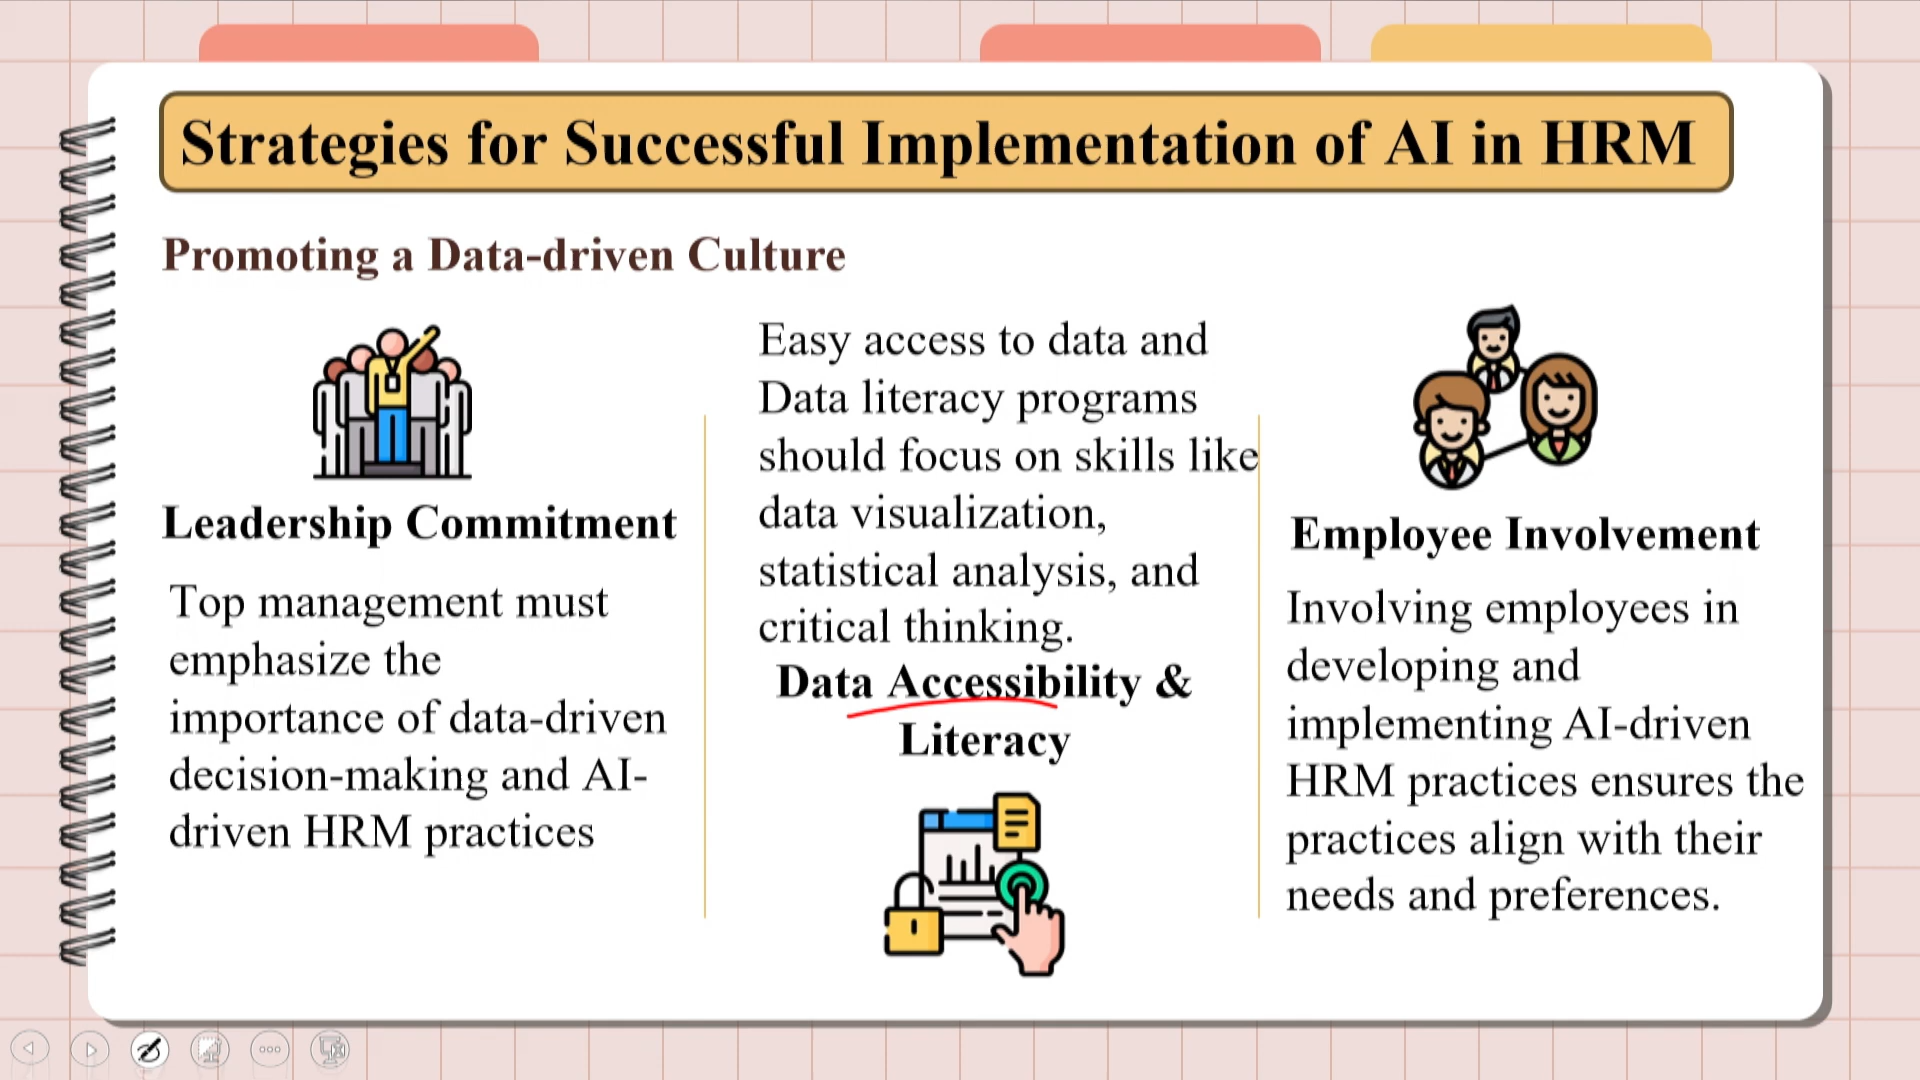 Strategies for Successful Implementation of AI in HRM
Promoting a Data-driven Culture
Leadership Commitment
Top management must
emphasize the
importance of data-driven
decision-making and AI-
driven HRM practices
Easy access to data and
Data literacy programs
should focus on skills like
data visualization,
statistical analysis, and
critical thinking.
Data Accessibility &
Literacy
Employee Involvement
Involving employees in
developing and
implementing AI-driven
HRM practices ensures the
practices align with their
needs and preferences.